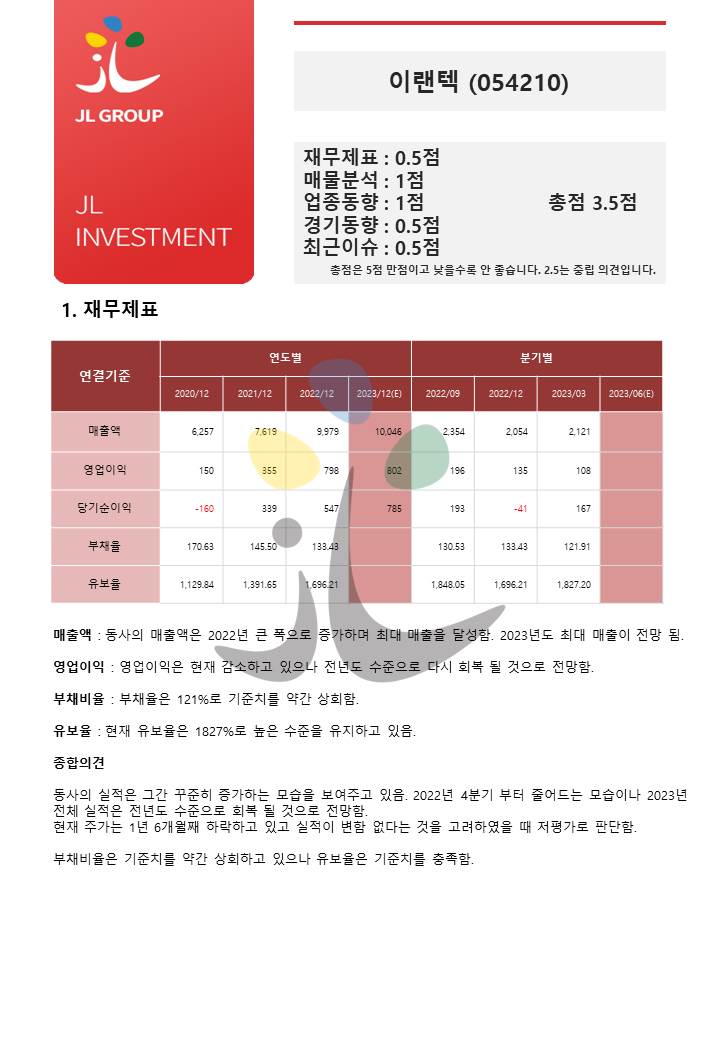 JL GROUP
JL
INVESTMENT
이랜텍 (054210)
재무제표 : 0.5점
매물분석 : 1점
업종동향 : 1점
총점 3.5점
경기동향 : 0.5점
최근이슈 : 0.5점
총점은 5점 만점이고 낮을수록 안 좋습니다. 2.5는 중립 의견입니다.
1. 재무제표
연결기준 연도별 분기별
2020/12 2021/12 2022/12 2023/12(E) 2022/09 2022/12 2023/03 2023/06(E)
매출액 6,257 7,619 9,979 10,046 2,354 2,054 2,121
영업이익 150 355 798 802 196 135 108
당기순이익 -160 339 547 785 193 -41 167
부채율 170.63 145.50 133.43 130.53 133.43 121.91
유보율 1,129.84 1,391.65 1,696.21 1,848.05 1,696.21 1,827.20
매출액 : 동사의 매출액은 2022년 큰 폭으로 증가하며 최대 매출을 달성함. 2023년도 최대 매출이 전망 됨.
영업이익 : 영업이익은 현재 감소하고 있으나 전년도 수준으로 다시 회복 될 것으로 전망함.
부채비율 : 부채율은 121%로 기준치를 약간 상회함.
유보율 : 현재 유보율은 1827%로 높은 수준을 유지하고 있음.
종합의견
동사의 실적은 그간 꾸준히 증가하는 모습을 보여주고 있음. 2022년 4분기 부터 줄어드는 모습이나 2023년
전체 실적은 전년도 수준으로 회복 될 것으로 전망함.
현재 주가는 1년 6개월째 하락하고 있고 실적이 변함 없다는 것을 고려하였을 때 저평가로 판단함.
부채비율은 기준치를 약간 상회하고 있으나 유보율은 기준치를 충족함.